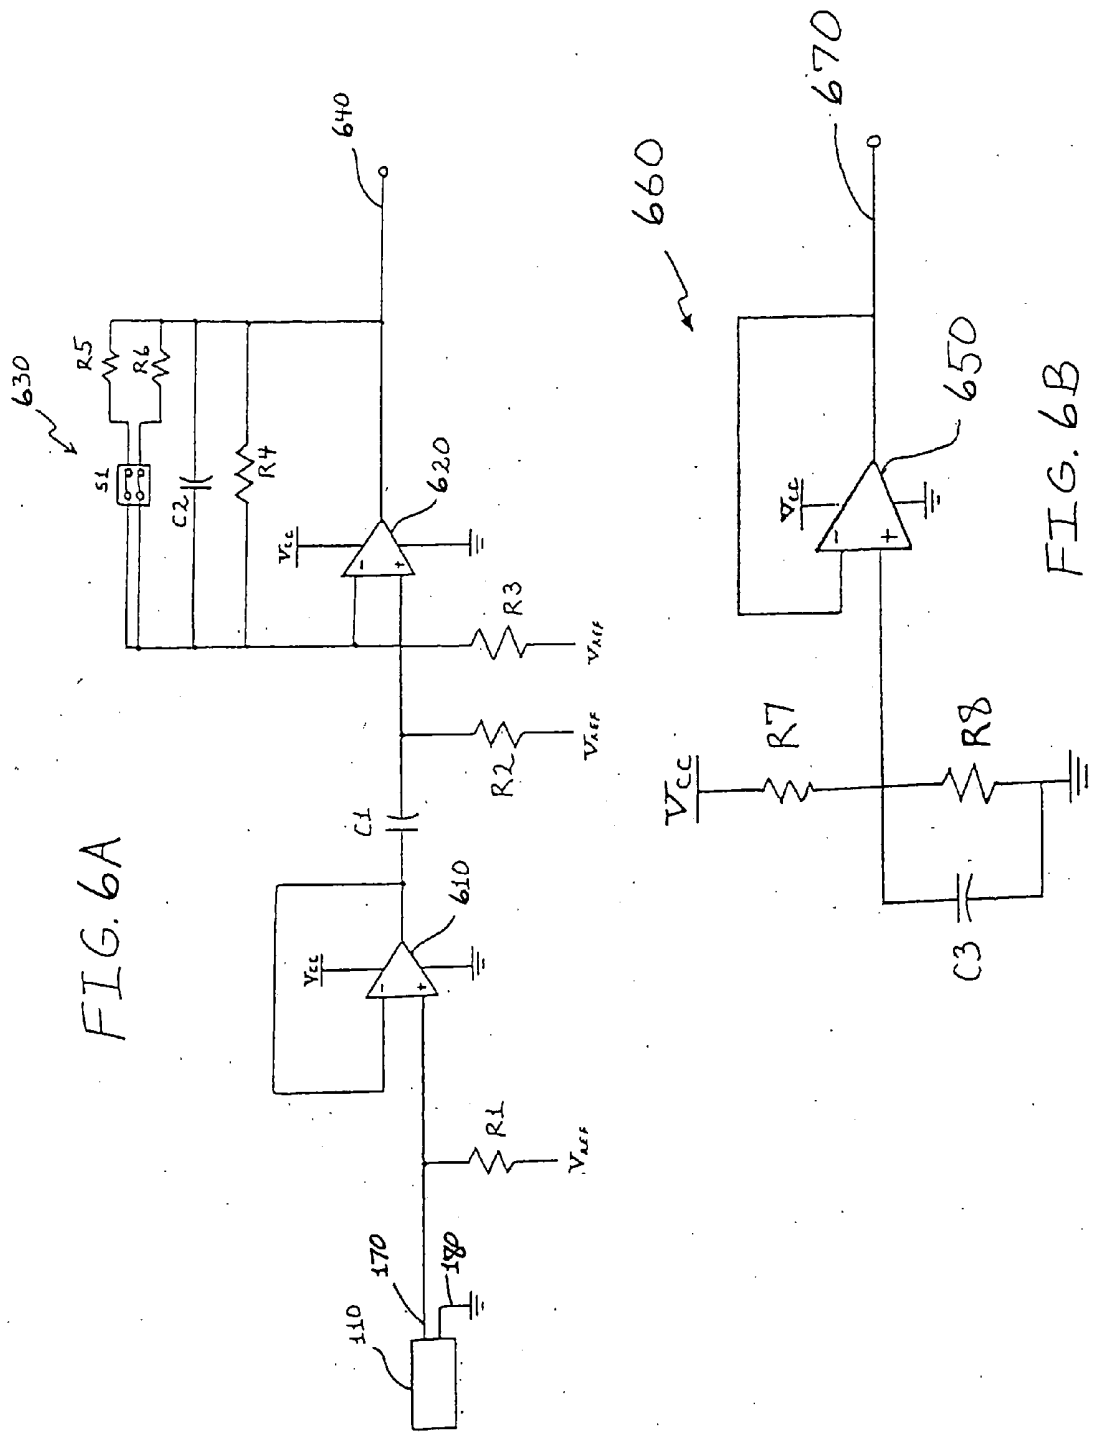 FIG. 6A
630
S1
R5
R6
C2
R4
640
Vcc
-
+
620
R3
VREF
R2
VREF
C1
Vcc
-
+
610
R1
VREF
110
170
180
660
Vcc
R7
R8
C3
Vcc
-
+
650
670
FIG. 6B